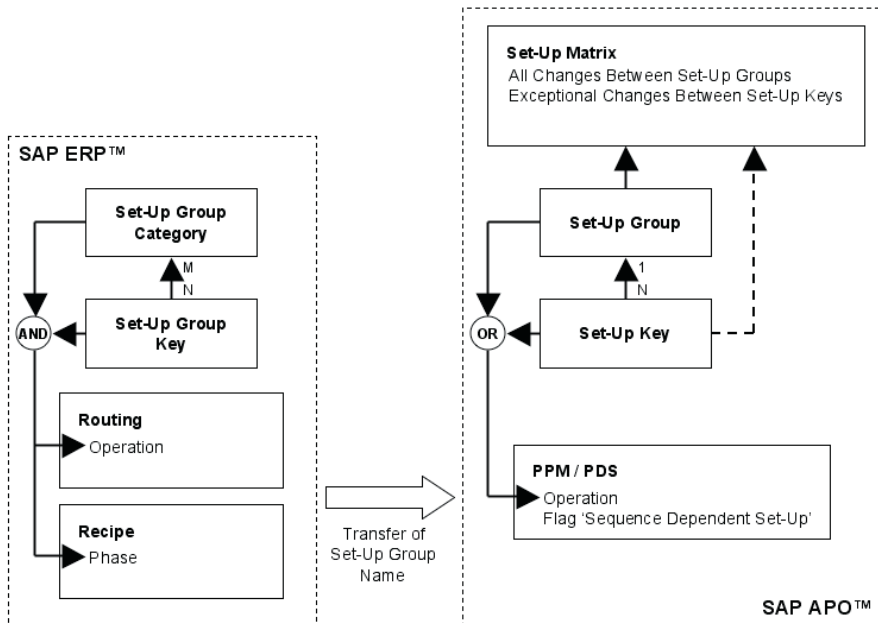 SAP ERP™
Set-Up Group
Category
M
N
Set-Up Group
Key
AND
Routing
Operation
Recipe
Phase
Transfer of
Set-Up Group
Name
Set-Up Matrix
All Changes Between Set-Up Groups
Exceptional Changes Between Set-Up Keys
Set-Up Group
1
N
Set-Up Key
OR
PPM / PDS
Operation
Flag ‘Sequence Dependent Set-Up’
SAP APO™